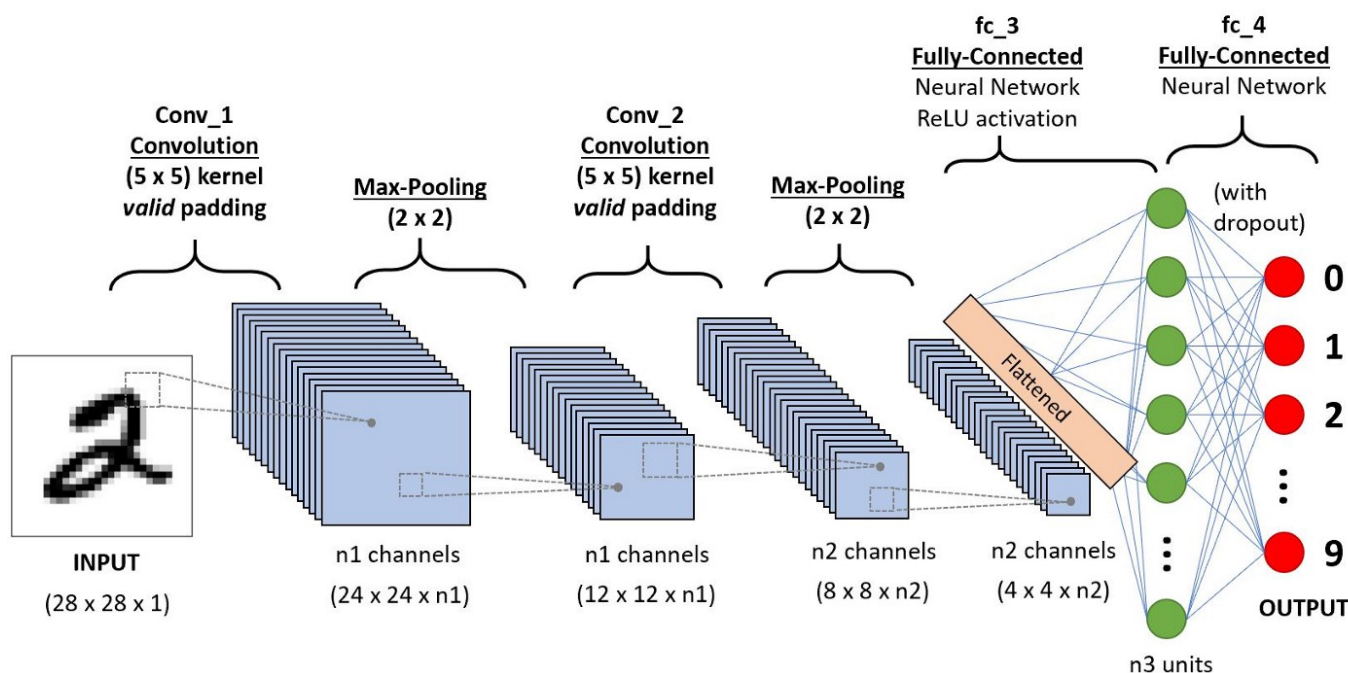 fc_3
Fully-Connected
Neural Network
ReLU activation
fc_4
Fully-Connected
Neural Network
Conv_1
Convolution
(5 x 5) kernel
valid padding
Max-Pooling
(2 x 2)
Conv_2
Convolution
(5 x 5) kernel
valid padding
Max-Pooling
(2 x 2)
(with
dropout)
Flattened
0
1
2
9
INPUT
(28 x 28 x 1)
n1 channels
(24 x 24 x n1)
n1 channels
(12 x 12 x n1)
n2 channels
(8 x 8 x n2)
n2 channels
(4 x 4 x n2)
OUTPUT
n3 units